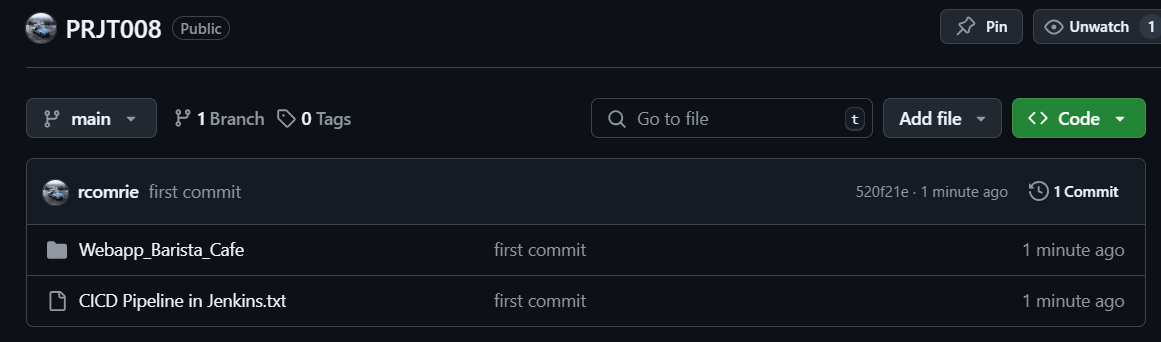 PRJT008 Public Pin Unwatch 1
main 1 Branch 0 Tags Go to file t Add file Code
rcomrie first commit 520f21e · 1 minute ago 1 Commit
Webapp_Barista_Cafe first commit 1 minute ago
CICD Pipeline in Jenkins.txt first commit 1 minute ago